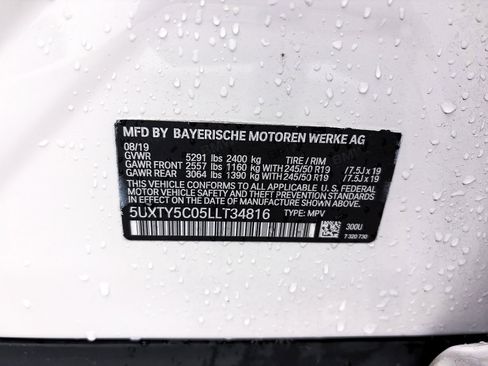 MFD BY BAYERISCHE MOTOREN WERKE AG
08/19
GVWR 5291 lbs 2400 kg TIRE / RIM
GAWR FRONT 2557 lbs 1160 kg WITH 245/50 R19 / 7.5J x 19
GAWR REAR 3064 lbs 1390 kg WITH 245/50 R19 / 7.5J x 19
THIS VEHICLE CONFORMS TO ALL APPLICABLE U. S. FEDERAL
MOTOR VEHICLE SAFETY AND THEFT PREVENTION STANDARDS
IN EFFECT ON THE DATE OF MANUFACTURE SHOWN ABOVE.
5UXTY5C05LLT34816 TYPE: MPV
300U
7 320 730